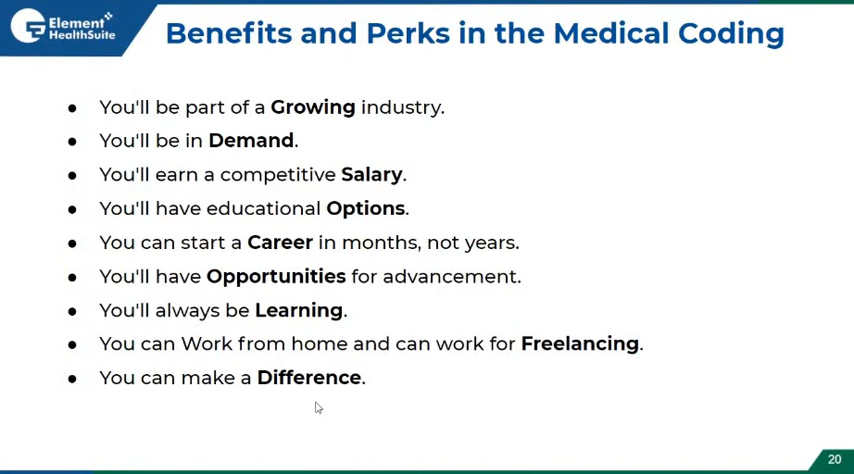 Element
HealthSuite
Benefits and Perks in the Medical Coding
● You'll be part of a Growing industry.
● You'll be in Demand.
● You'll earn a competitive Salary.
● You'll have educational Options.
● You can start a Career in months, not years.
● You'll have Opportunities for advancement.
● You'll always be Learning.
● You can Work from home and can work for Freelancing.
● You can make a Difference.
20